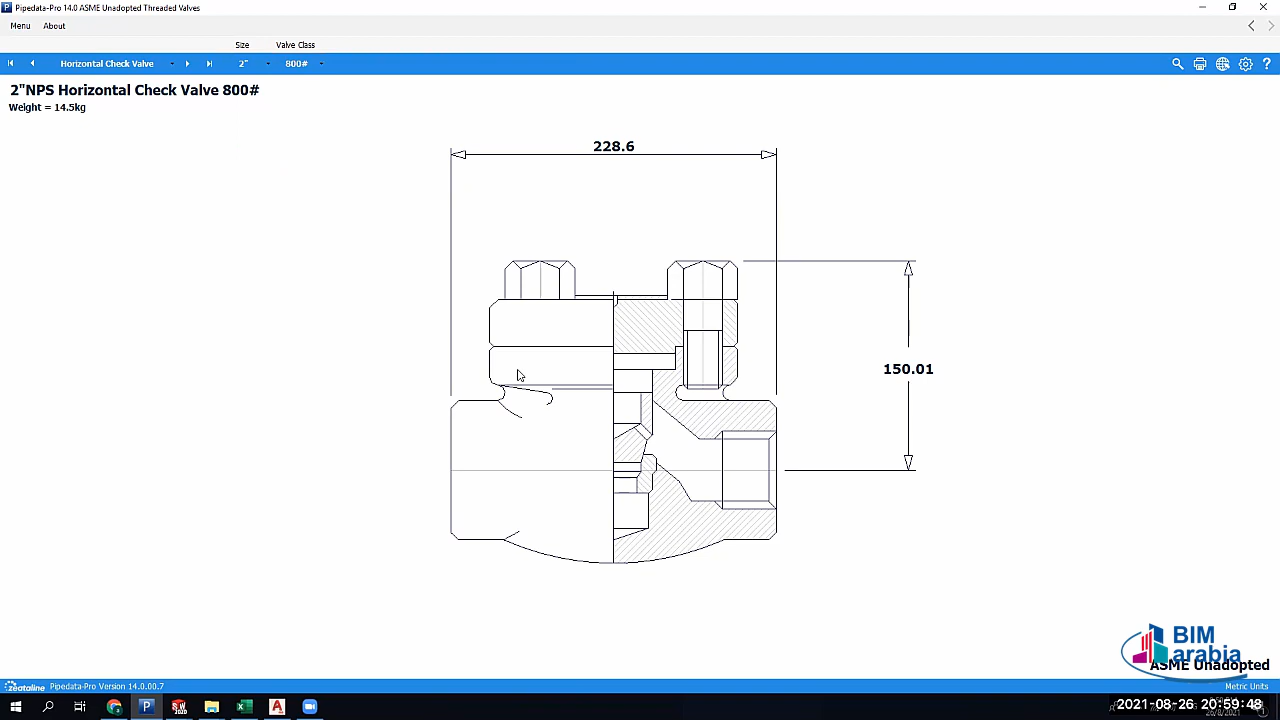 Pipedata-Pro 14.0 ASME Unadopted Threaded Valves
Menu About
Size Valve Class
Horizontal Check Valve 2" 800#
2"NPS Horizontal Check Valve 800#
Weight = 14.5kg
228.6
150.01
BIM
arabia
ASME Unadopted
zeataline Pipedata-Pro Version 14.0.00.7 Metric Units
2021-08-26 20:59:48